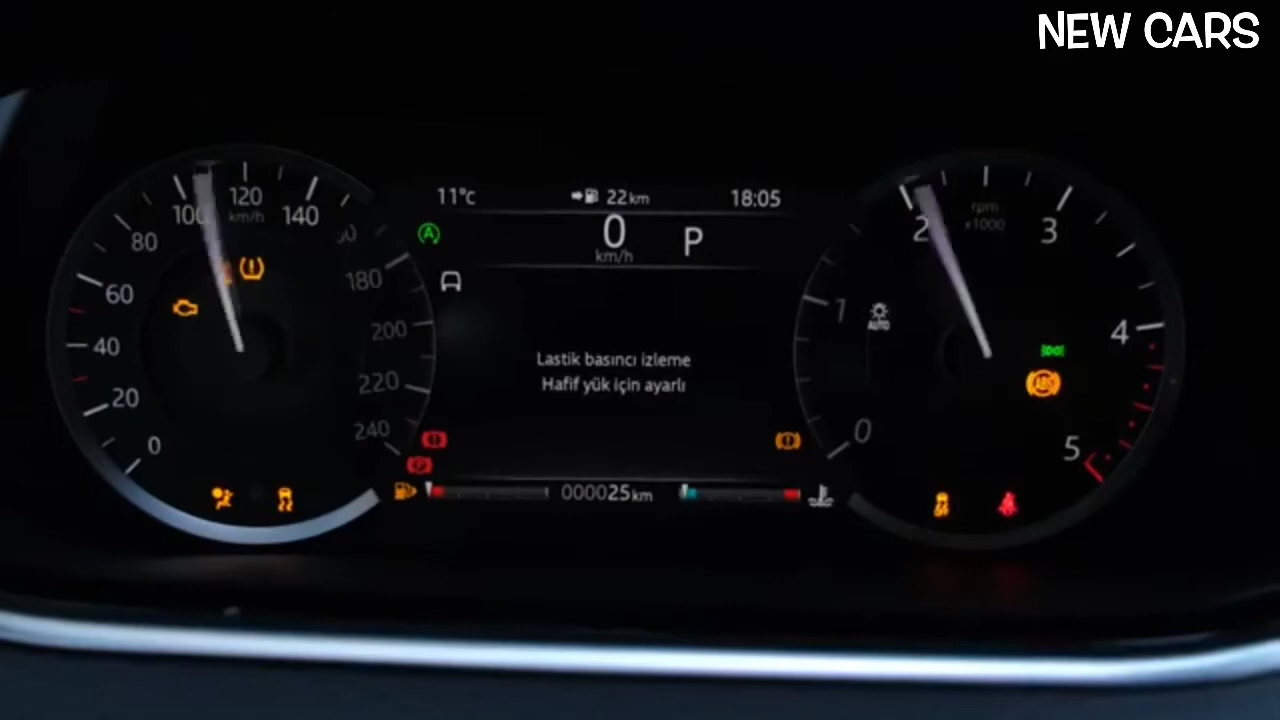 NEW CARS
11°c
22km
18:05
0
km/h
P
A
Lastik basıncı izleme
Hafif yük için ayarlı
000025km
0
20
40
60
80
100
120
km/h
140
180
200
220
240
0
1
2
3
4
5
rpm
x1000
AUTO
ABS